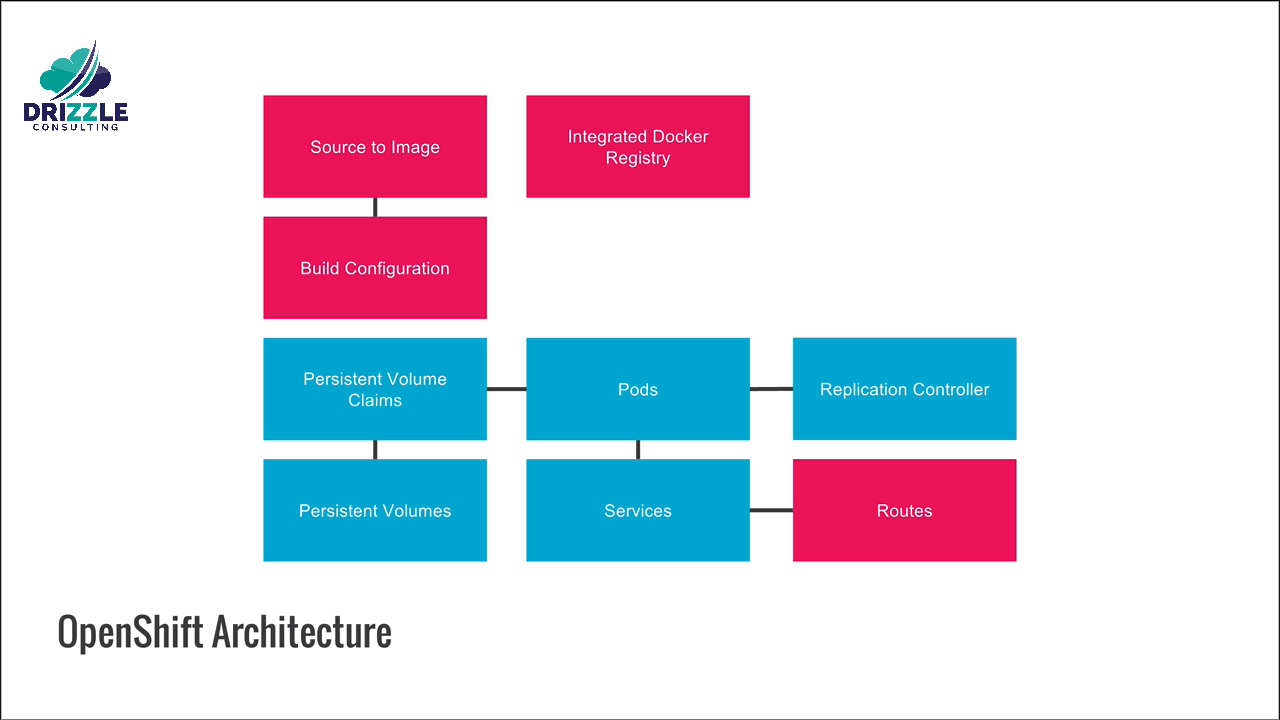 DRIZZLE
CONSULTING
Source to Image
Integrated Docker
Registry
Build Configuration
Persistent Volume
Claims
Pods
Replication Controller
Persistent Volumes
Services
Routes
OpenShift Architecture